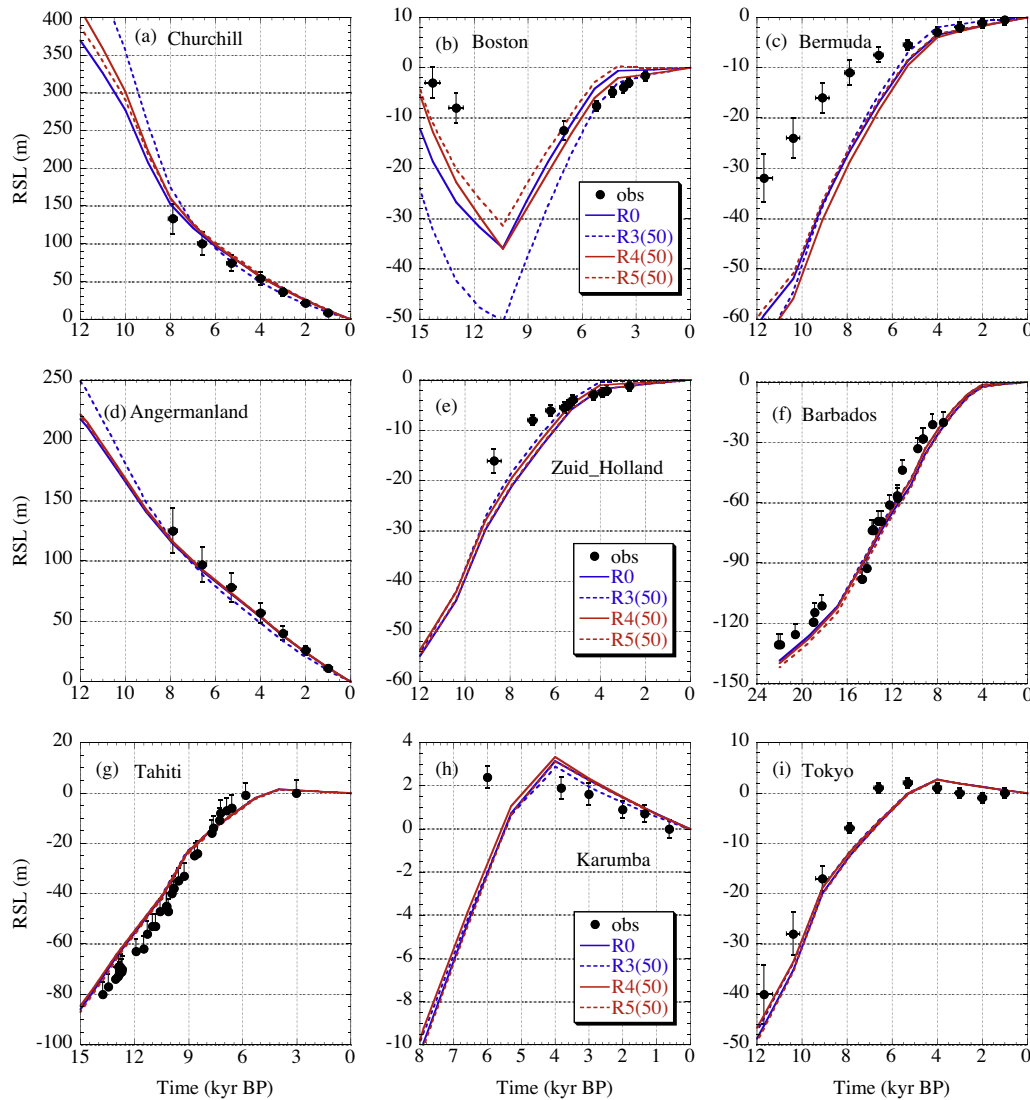 (a) Churchill
RSL (m)
450
400
350
300
250
200
150
100
50
0
12 10 8 6 4 2 0
(b) Boston
10
0
-10
-20
-30
-40
-50
15 12 9 6 3 0
obs
R0
R3(50)
R4(50)
R5(50)
(c) Bermuda
0
-10
-20
-30
-40
-50
-60
12 10 8 6 4 2 0
(d) Angermanland
RSL (m)
250
200
150
100
50
0
12 10 8 6 4 2 0
(e)
Zuid_Holland
0
-10
-20
-30
-40
-50
-60
12 10 8 6 4 2 0
obs
R0
R3(50)
R4(50)
R5(50)
(f) Barbados
0
-30
-60
-90
-120
-150
24 20 16 12 8 4 0
(g) Tahiti
RSL (m)
20
0
-20
-40
-60
-80
-100
15 12 9 6 3 0
Time (kyr BP)
(h)
Karumba
4
2
0
-2
-4
-6
-8
-10
8 7 6 5 4 3 2 1 0
obs
R0
R3(50)
R4(50)
R5(50)
Time (kyr BP)
(i) Tokyo
10
0
-10
-20
-30
-40
-50
12 10 8 6 4 2 0
Time (kyr BP)